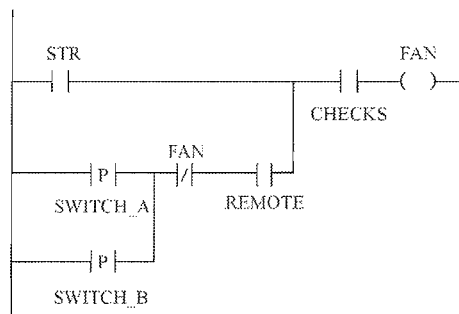 STR
FAN
CHECKS
P
FAN
/
SWITCH_A
REMOTE
P
SWITCH_B